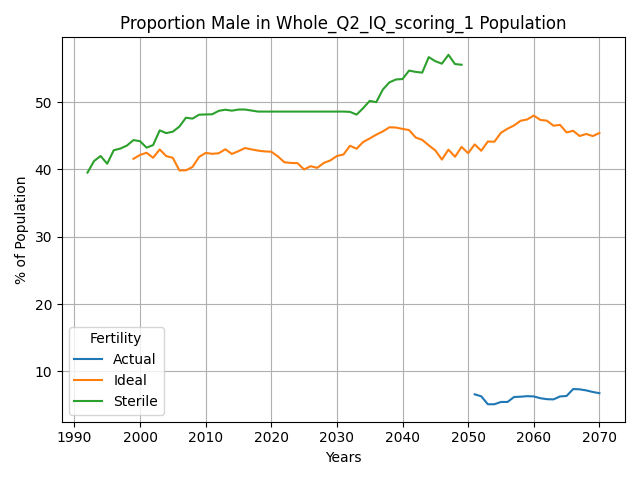 Proportion Male in Whole_Q2_IQ_scoring_1 Population
% of Population
50
40
30
20
10
Fertility
Actual
Ideal
Sterile
1990 2000 2010 2020 2030 2040 2050 2060 2070
Years